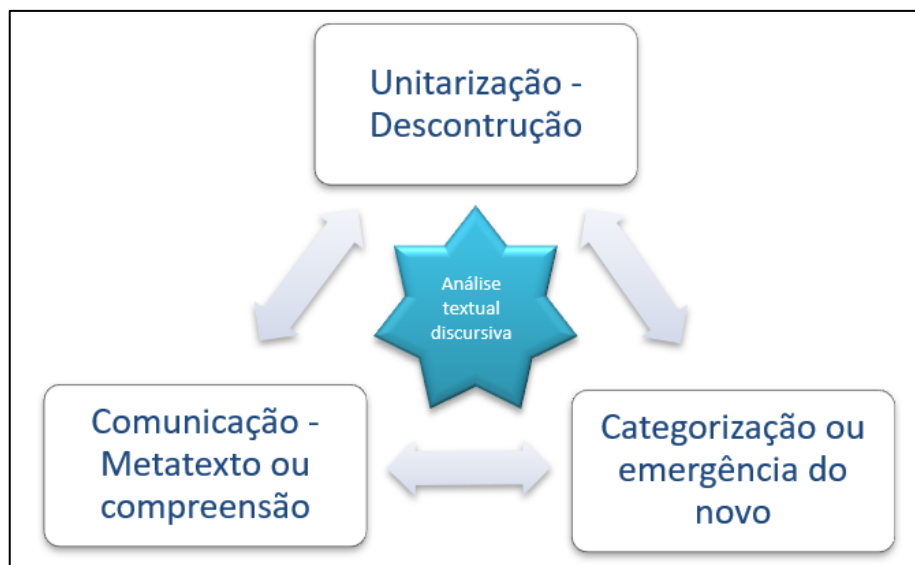 Unitarização -
Descontrução
Análise
textual
discursiva
Comunicação -
Metatexto ou
compreensão
Categorização ou
emergência do
novo